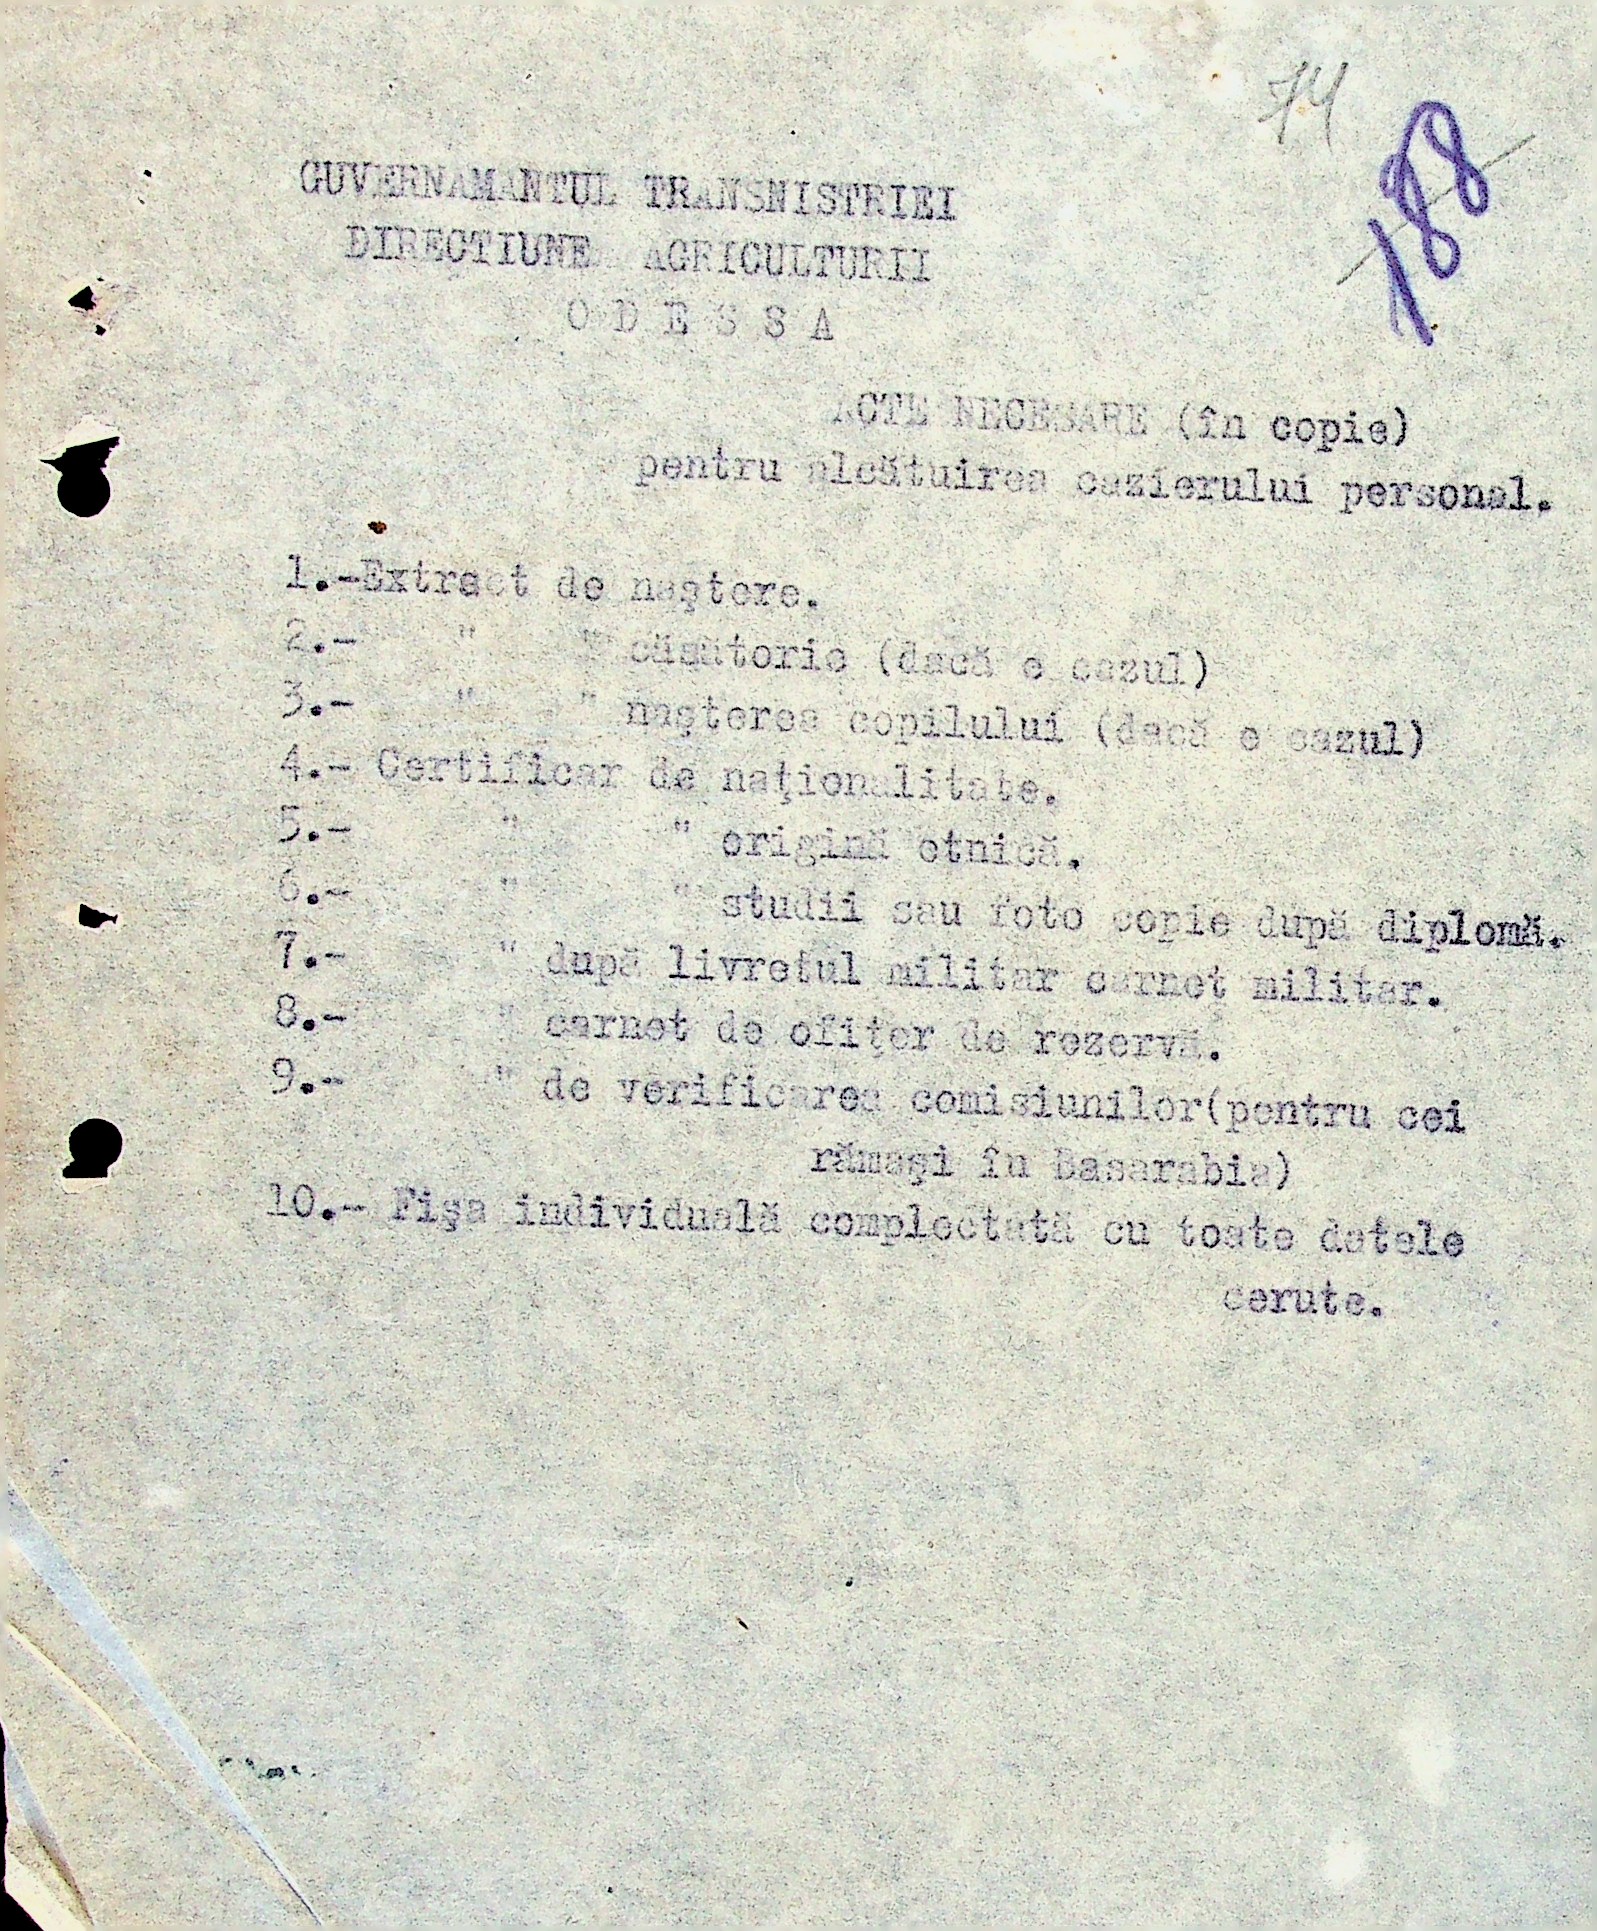 74
188
GUVERNAMANTUL TRANSNISTRIEI
DIRECŢIUNEA AGRICULTURII
O D E S S A
ACTE NECESARE (în copie)
pentru alcătuirea cazierului personal.
1.-Extract de naştere.
2.- " " căsătorie (dacă e cazul)
3.- " " naşterea copilului (dacă e cazul)
4.- Certificar de naţionalitate.
5.- " " origină etnică.
6.- " " studii sau foto copie după diplomă.
7.- " după livretul militar carneţ militar.
8.- " carnet de ofiţer de rezervă.
9.- " de verificarea comisiunilor(pentru cei
rămaşi în Basarabia)
10.- Fişa individuală complectată cu toate datele
cerute.